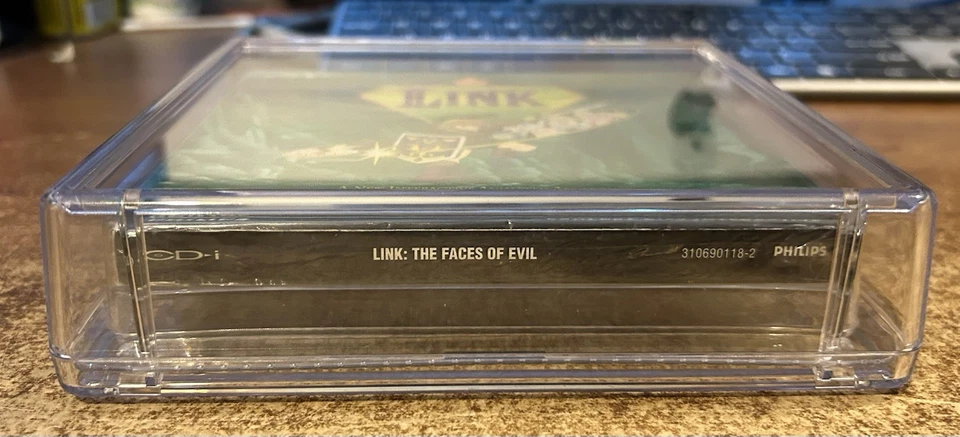 LINK
CD-i LINK: THE FACES OF EVIL 310690118-2 PHILIPS